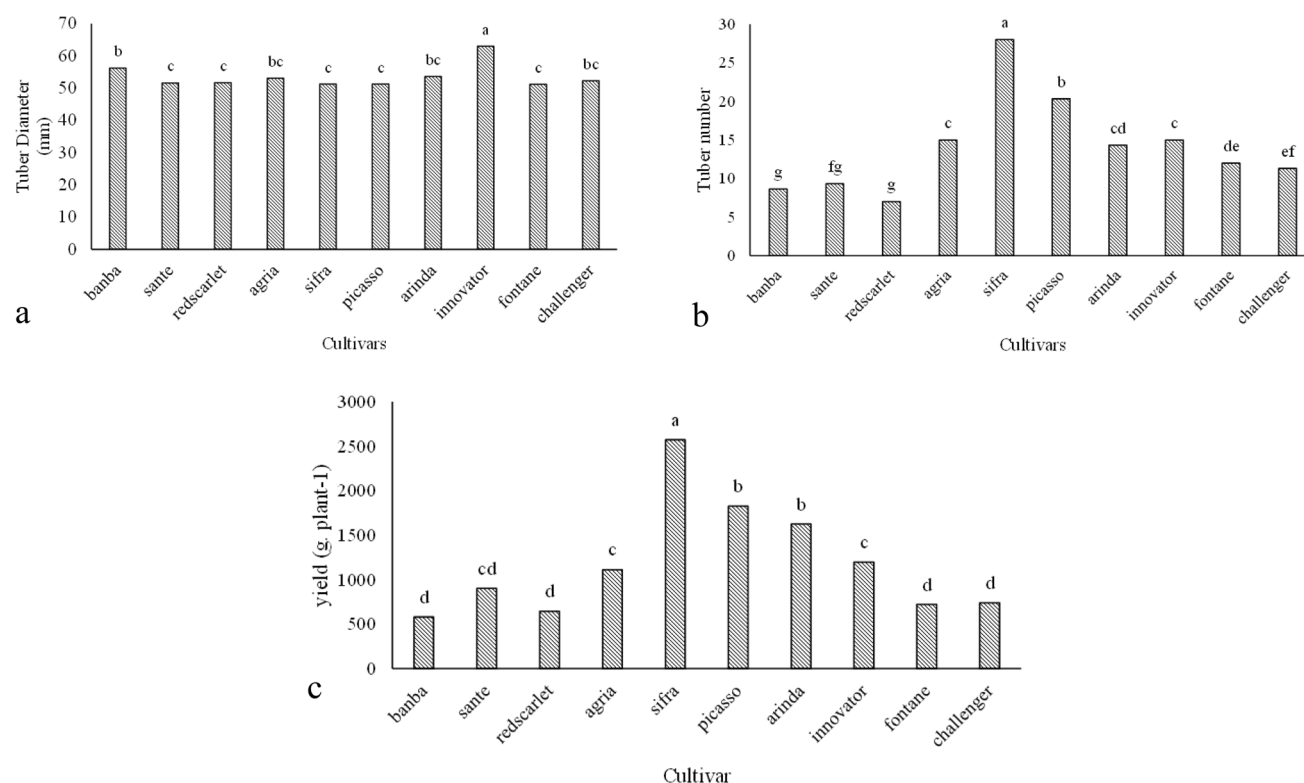 70
60
50
40
30
20
10
0
Tuber Diameter
(mm)
b
c
c
bc
c
c
bc
a
c
bc
banba
sante
redscarlet
agria
sifra
picasso
arinda
innovator
fontane
challenger
Cultivars
a
30
25
20
15
10
5
0
Tuber number
g
fg
g
c
a
b
cd
c
de
ef
banba
sante
redscarlet
agria
sifra
picasso
arinda
innovator
fontane
challenger
Cultivars
b
3000
2500
2000
1500
1000
500
0
yield (g. plant-1)
d
cd
d
c
a
b
b
c
d
d
banba
sante
redscarlet
agria
sifra
picasso
arinda
innovator
fontane
challenger
Cultivar
c